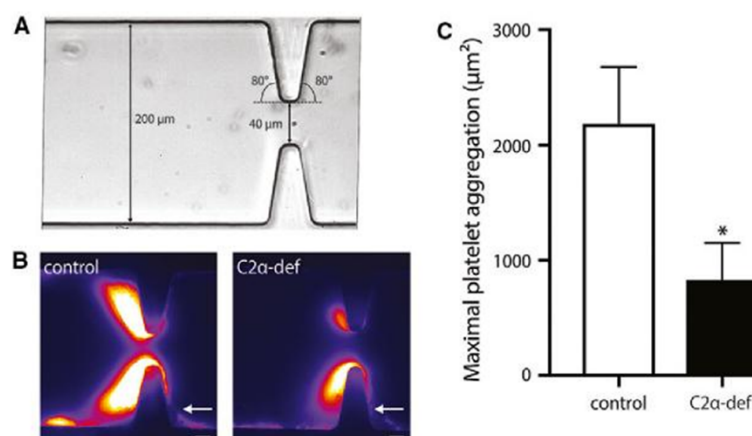 A
80°
80°
200 µm
40 µm
B
control
C2α-def
C
Maximal platelet aggregation (µm²)
3000
2000
1000
0
*
control
C2α-def